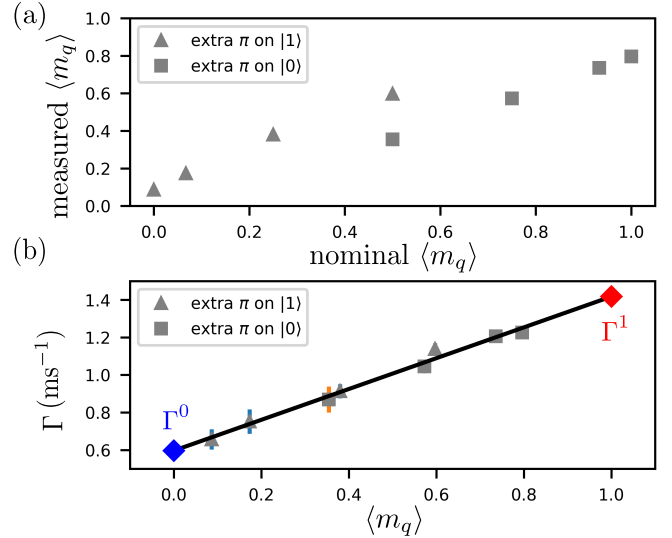 (a)
1.0
0.8
0.6
0.4
0.2
0.0
measured ⟨m_q⟩
extra π on |1⟩
extra π on |0⟩
0.0 0.2 0.4 0.6 0.8 1.0
nominal ⟨m_q⟩
(b)
1.4
1.2
1.0
0.8
0.6
Γ (ms⁻¹)
extra π on |1⟩
extra π on |0⟩
Γ¹
Γ⁰
0.0 0.2 0.4 0.6 0.8 1.0
⟨m_q⟩